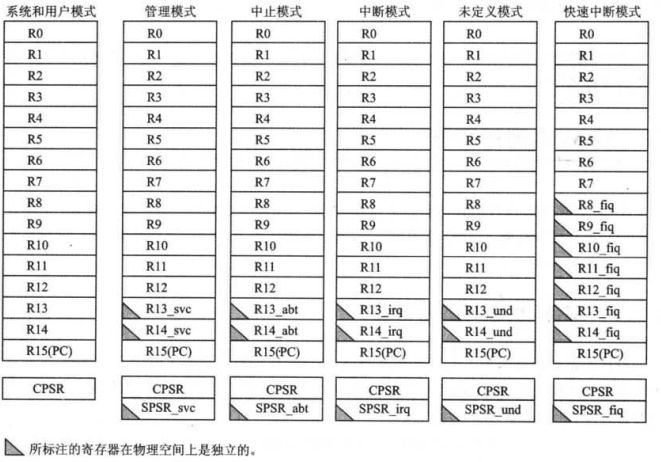 系统和用户模式 管理模式 中止模式 中断模式 未定义模式 快速中断模式
R0 R0 R0 R0 R0 R0
R1 R1 R1 R1 R1 R1
R2 R2 R2 R2 R2 R2
R3 R3 R3 R3 R3 R3
R4 R4 R4 R4 R4 R4
R5 R5 R5 R5 R5 R5
R6 R6 R6 R6 R6 R6
R7 R7 R7 R7 R7 R7
R8 R8 R8 R8 R8 R8_fiq
R9 R9 R9 R9 R9 R9_fiq
R10 R10 R10 R10 R10 R10_fiq
R11 R11 R11 R11 R11 R11_fiq
R12 R12 R12 R12 R12 R12_fiq
R13 R13_svc R13_abt R13_irq R13_und R13_fiq
R14 R14_svc R14_abt R14_irq R14_und R14_fiq
R15(PC) R15(PC) R15(PC) R15(PC) R15(PC) R15(PC)
CPSR CPSR CPSR CPSR CPSR CPSR
SPSR_svc SPSR_abt SPSR_irq SPSR_und SPSR_fiq
所标注的寄存器在物理空间上是独立的。